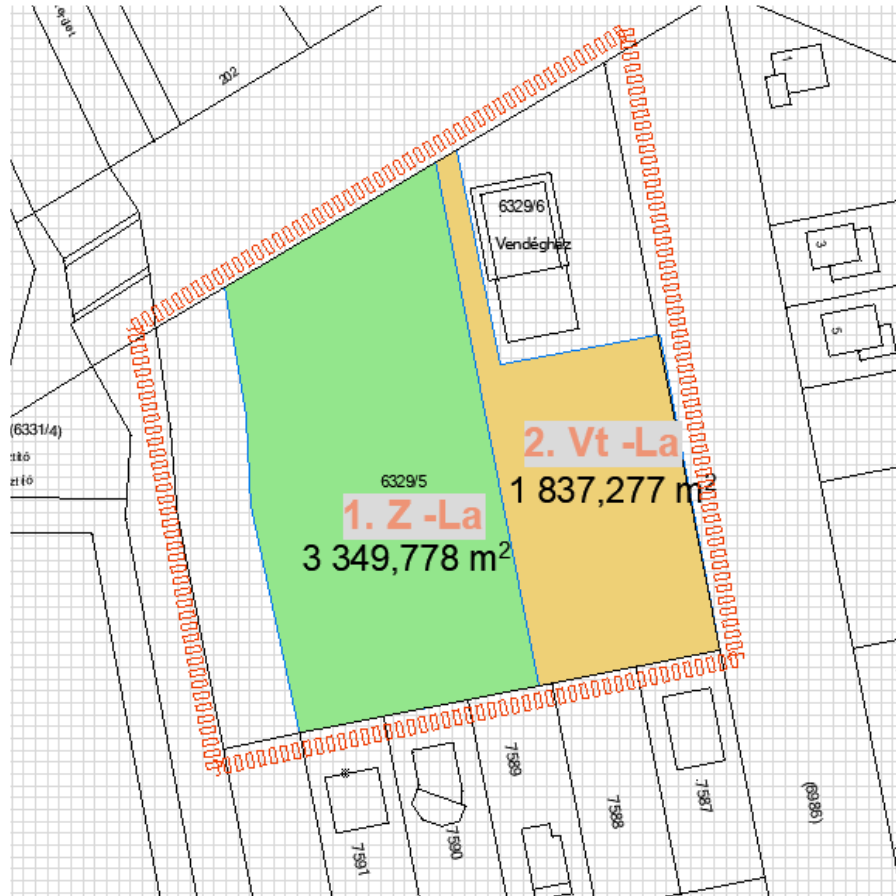 202
1
6329/6
Vendégház
3
5
(6331/4)
6329/5
2. Vt -La
1 837,277 m²
1. Z -La
3 349,778 m²
7589
7588
7587
(6986)
7590
7591